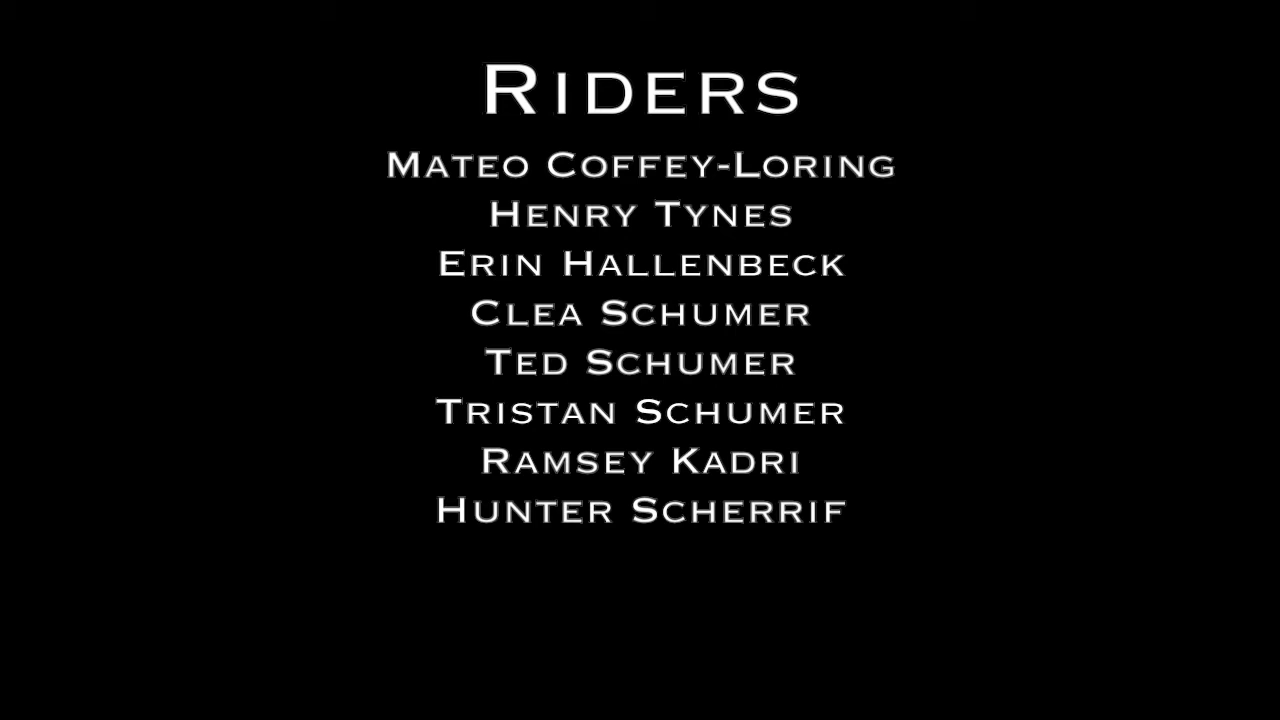 Riders
Mateo Coffey-Loring
Henry Tynes
Erin Hallenbeck
Clea Schumer
Ted Schumer
Tristan Schumer
Ramsey Kadri
Hunter Scherrif